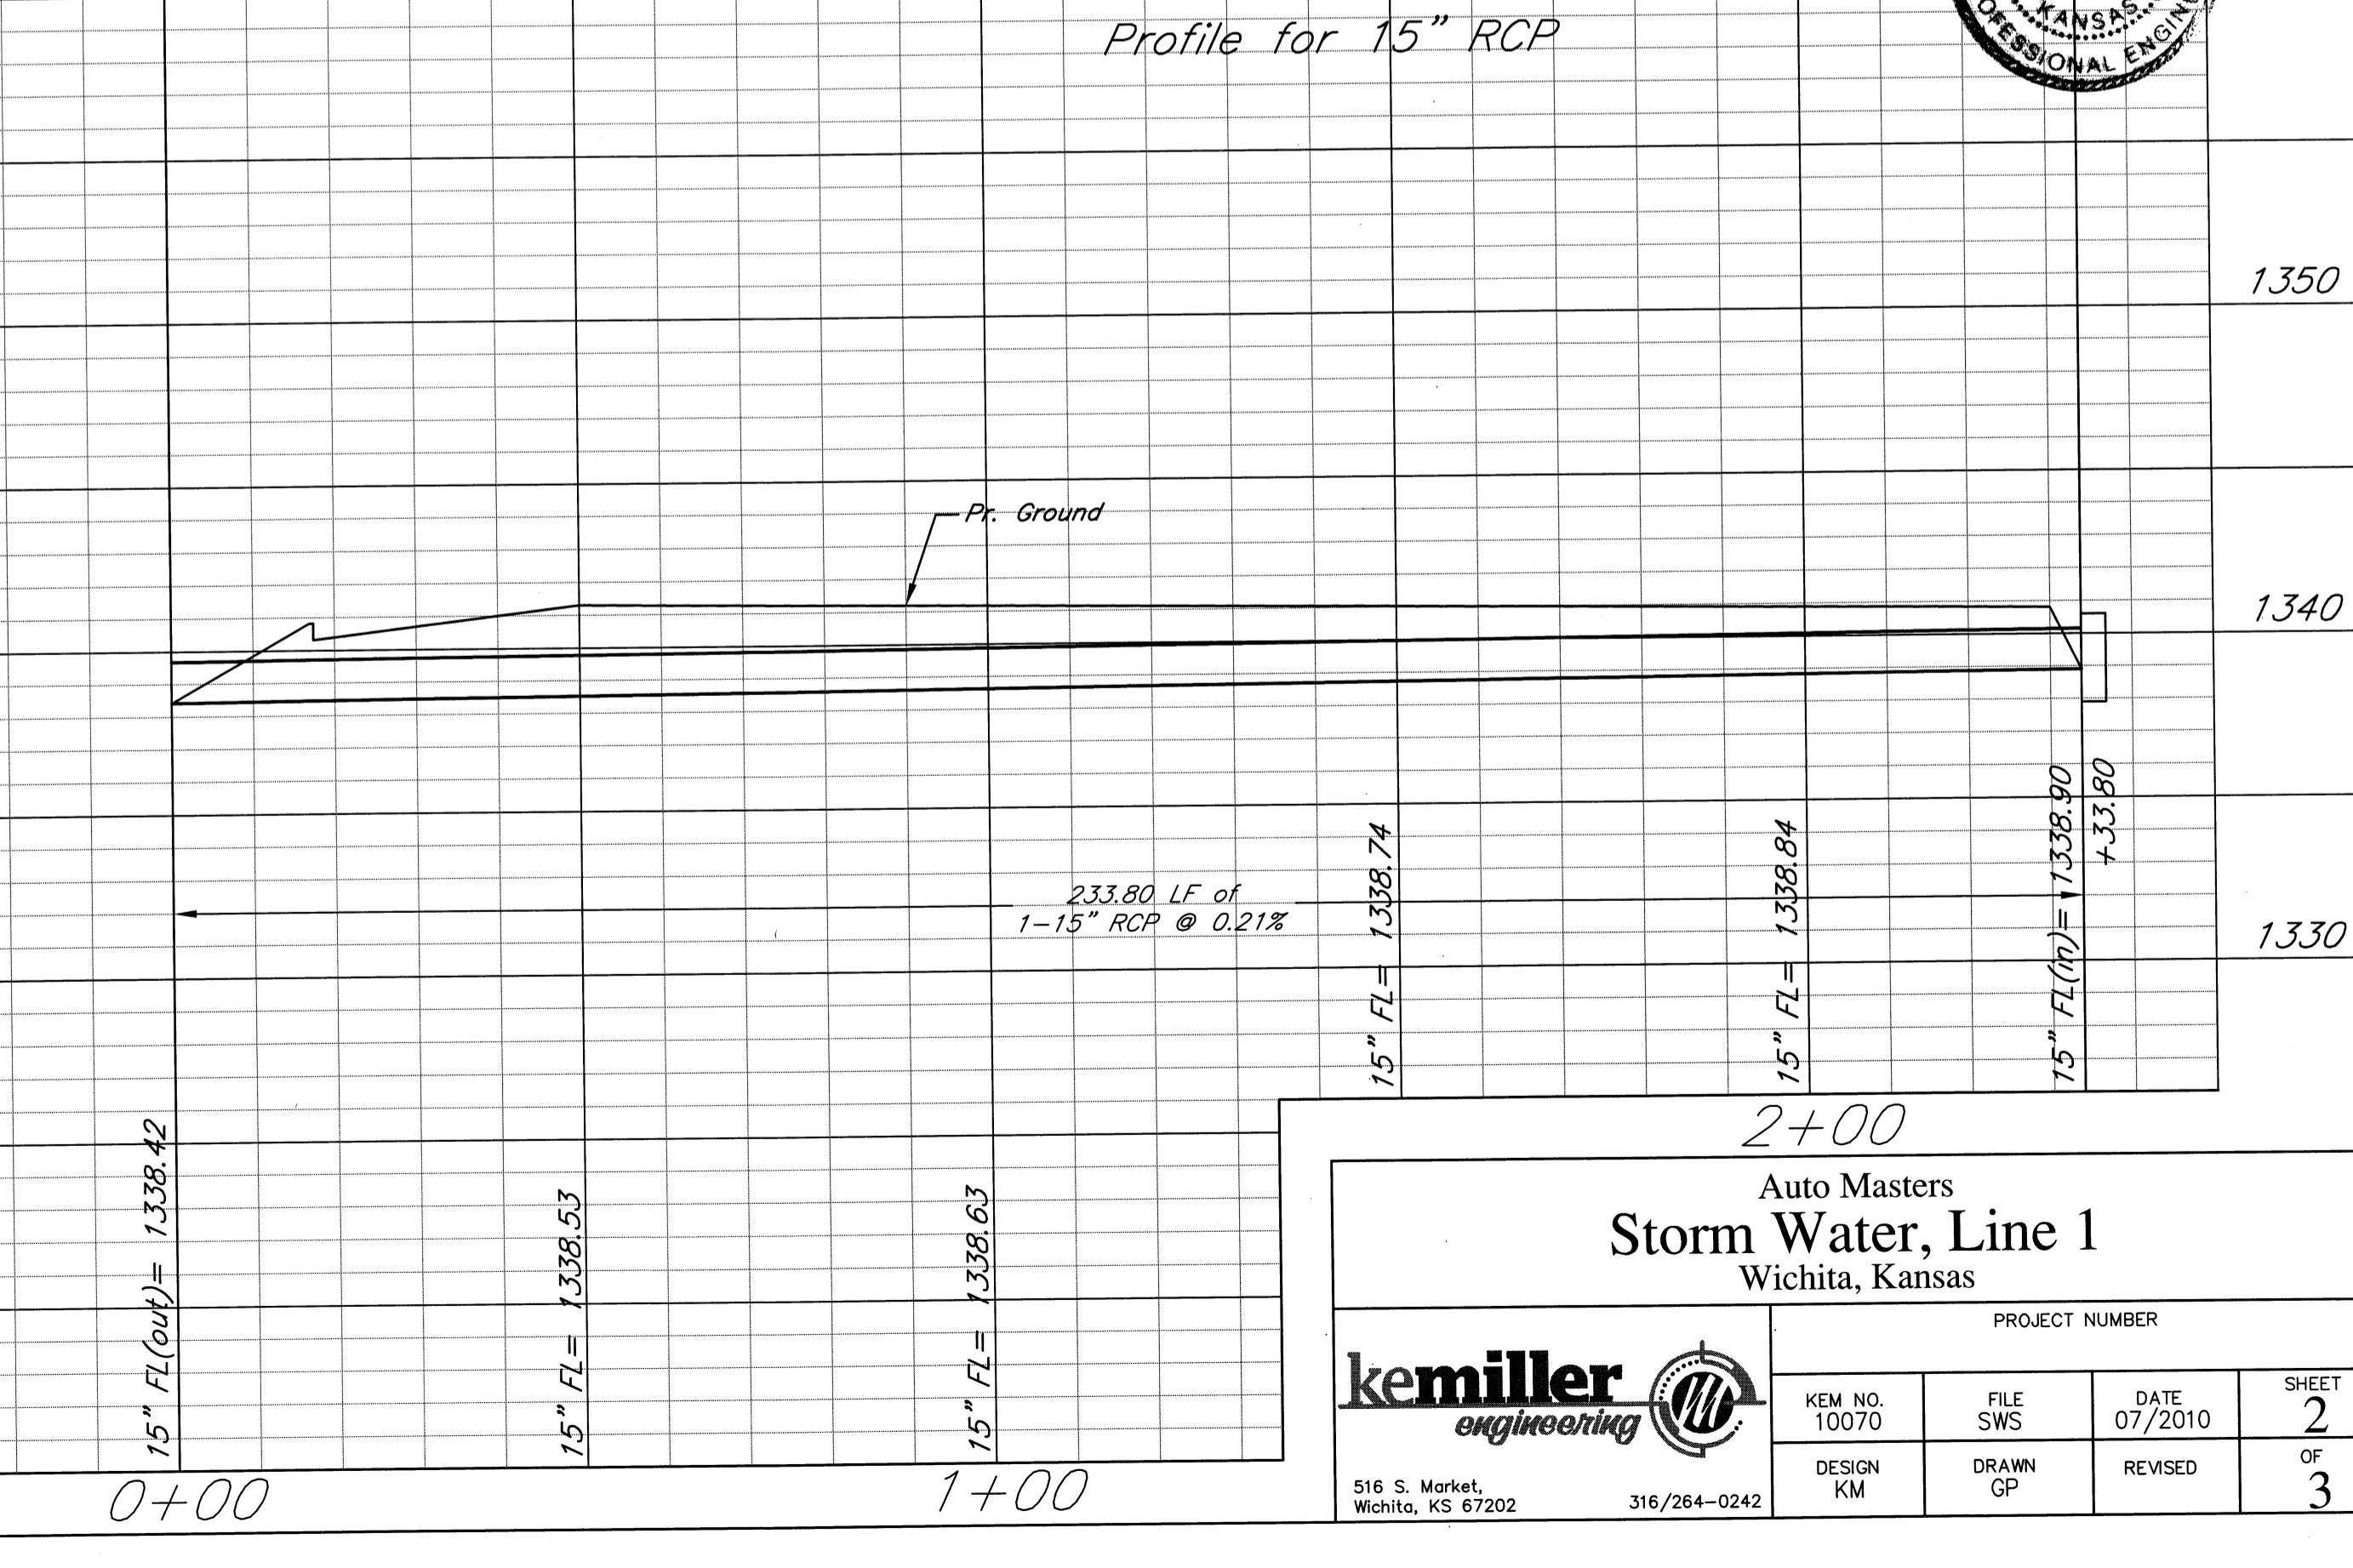 Profile for 15" RCP
KANSAS
PROFESSIONAL ENGIN
1350
Pr. Ground
1340
15" FL(out)= 1338.42
15" FL= 1338.53
15" FL= 1338.63
233.80 LF of
1-15" RCP @ 0.21%
15" FL= 1338.74
15" FL= 1338.84
15" FL(in)= 1338.90
+33.80
1330
0+00
1+00
2+00
Auto Masters
Storm Water, Line 1
Wichita, Kansas
kemiller
engineering
516 S. Market,
Wichita, KS 67202
316/264-0242
PROJECT NUMBER
KEM NO.
10070
FILE
SWS
DATE
07/2010
SHEET
2
OF
3
DESIGN
KM
DRAWN
GP
REVISED